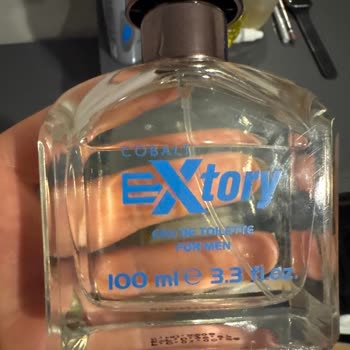 COBALT
EXtory
EAU DE TOILETTE
FOR MEN
100 ml ℮ 3.3 fl.oz.